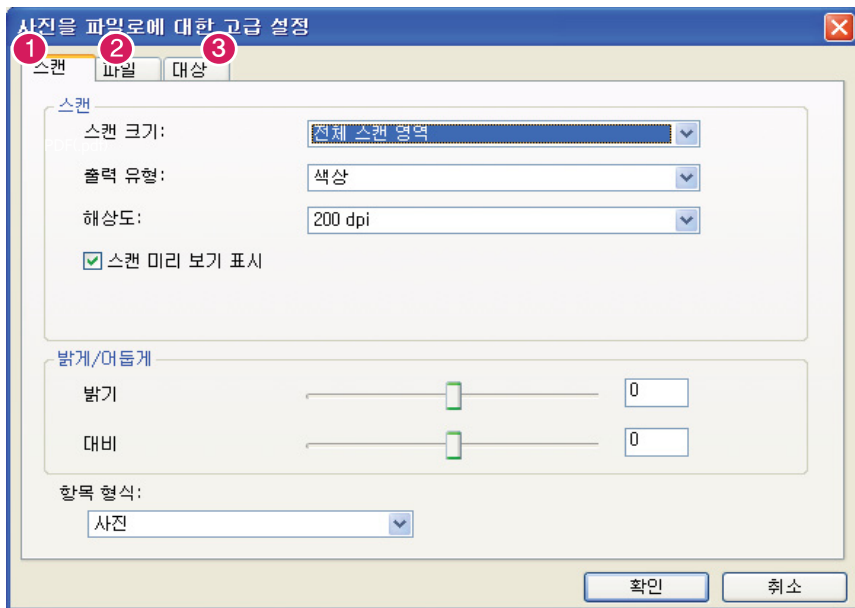 사진을 파일로에 대한 고급 설정
1 2 3
스캔 파일 대상
스캔
스캔 크기: 전체 스캔 영역
출력 유형: 색상
해상도: 200 dpi
스캔 미리 보기 표시
밝게/어둡게
밝기 0
대비 0
항목 형식:
사진
확인 취소